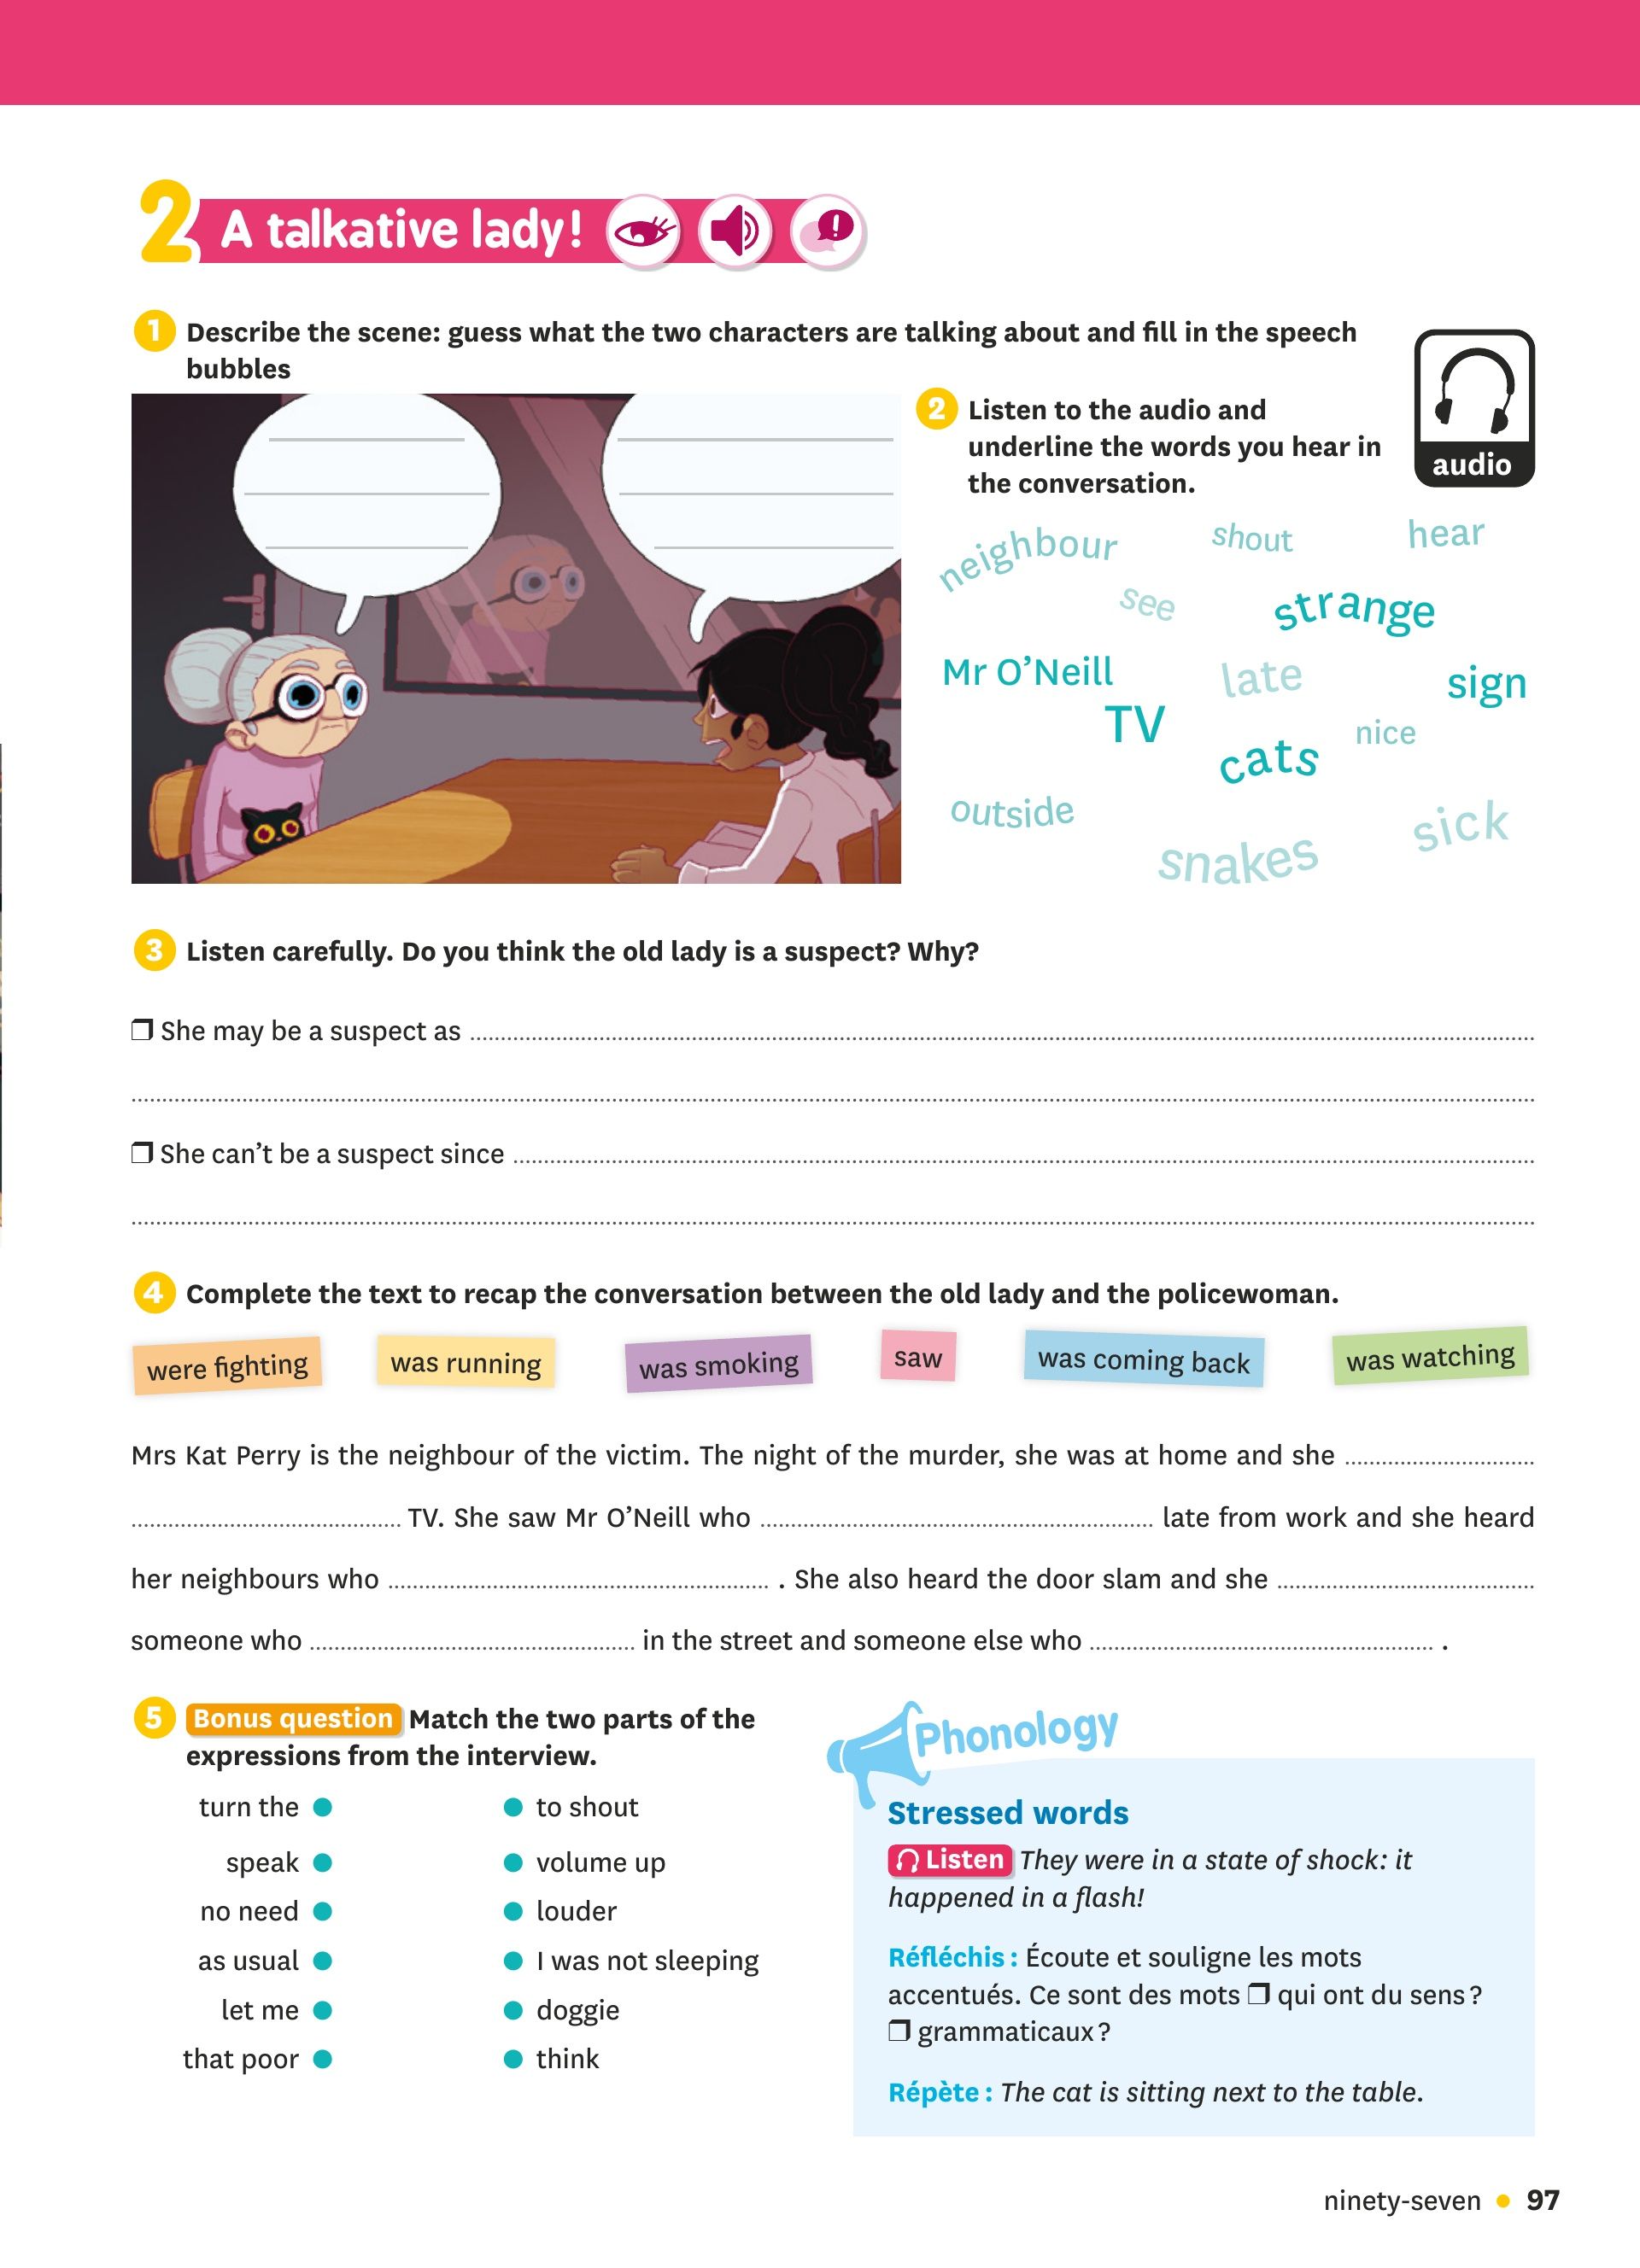 2 A talkative lady!
1 Describe the scene: guess what the two characters are talking about and fill in the speech
bubbles
2 Listen to the audio and
underline the words you hear in
the conversation.
audio
neighbour
shout
hear
see
strange
Mr O'Neill
late
sign
TV
nice
cats
outside
sick
snakes
3 Listen carefully. Do you think the old lady is a suspect? Why?
❒ She may be a suspect as
❒ She can't be a suspect since
4 Complete the text to recap the conversation between the old lady and the policewoman.
were fighting was running was smoking saw was coming back was watching
Mrs Kat Perry is the neighbour of the victim. The night of the murder, she was at home and she ..............................
.............................. TV. She saw Mr O'Neill who .............................. late from work and she heard
her neighbours who .............................. . She also heard the door slam and she ..............................
someone who .............................. in the street and someone else who .............................. .
5 Bonus question Match the two parts of the
expressions from the interview.
turn the ● ● to shout
speak ● ● volume up
no need ● ● louder
as usual ● ● I was not sleeping
let me ● ● doggie
that poor ● ● think
Phonology
Stressed words
Listen They were in a state of shock: it
happened in a flash!
Réfléchis : Écoute et souligne les mots
accentués. Ce sont des mots ❒ qui ont du sens ?
❒ grammaticaux ?
Répète : The cat is sitting next to the table.
ninety-seven • 97